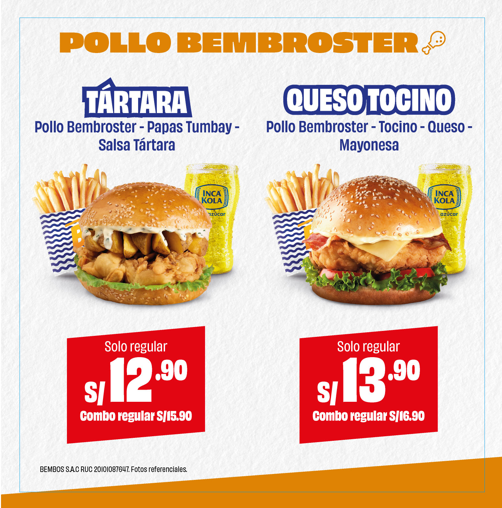 POLLO BEMBROSTER
TÁRTARA
Pollo Bembroster - Papas Tumbay -
Salsa Tártara
INCA
KOLA
azúcar
Solo regular
S/12.90
Combo regular S/15.90
QUESO TOCINO
Pollo Bembroster - Tocino - Queso -
Mayonesa
INCA
KOLA
azúcar
Solo regular
S/13.90
Combo regular S/16.90
BEMBOS S.A.C RUC 20101087647. Fotos referenciales.